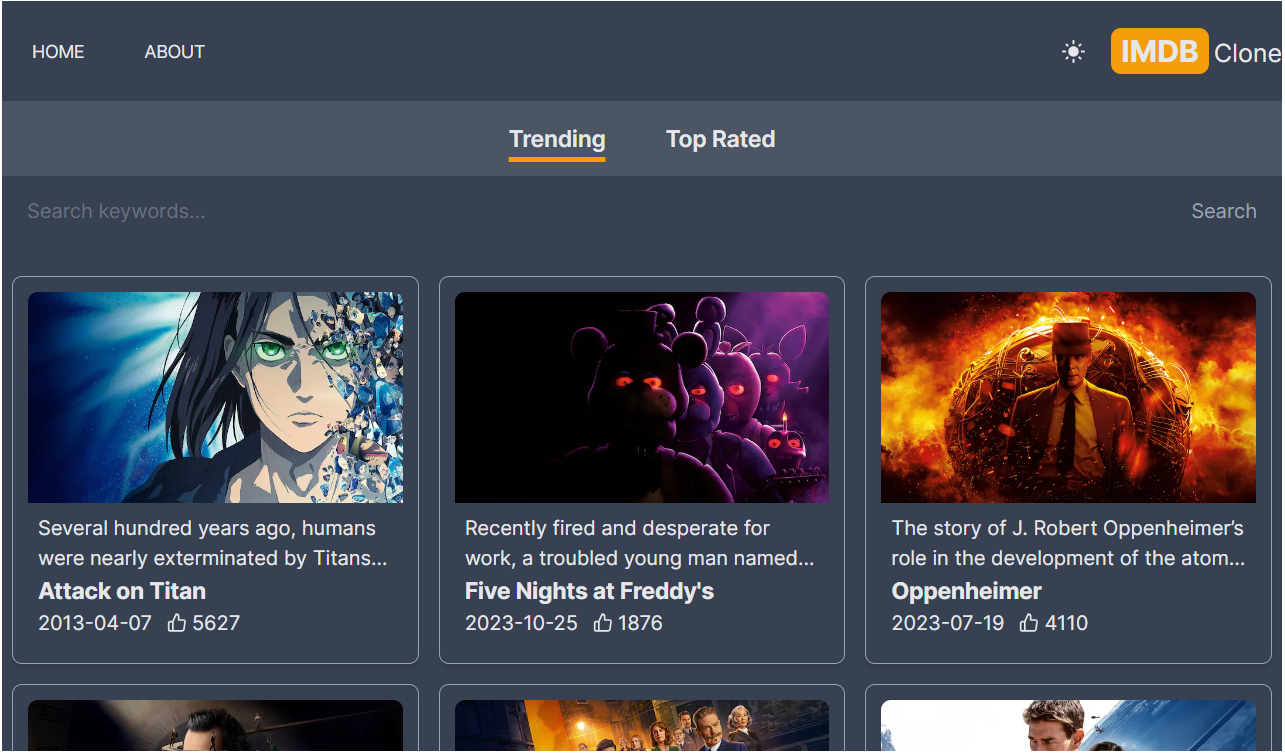 HOME ABOUT IMDB Clone
Trending Top Rated
Search keywords... Search
Several hundred years ago, humans
were nearly exterminated by Titans...
Attack on Titan
2013-04-07 5627
Recently fired and desperate for
work, a troubled young man named...
Five Nights at Freddy's
2023-10-25 1876
The story of J. Robert Oppenheimer’s
role in the development of the atom...
Oppenheimer
2023-07-19 4110